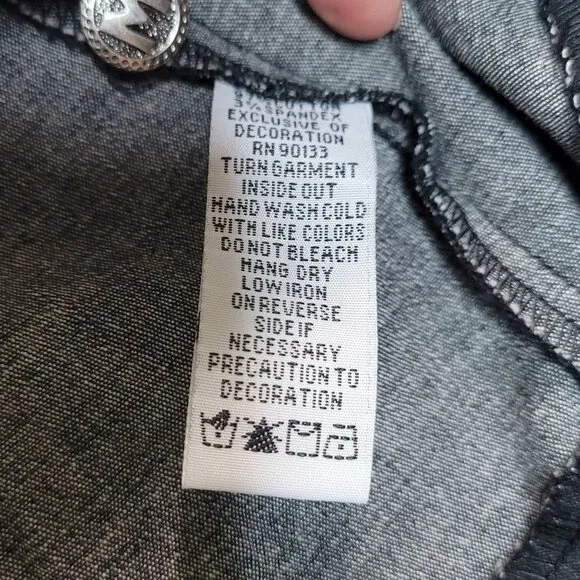 M
COTTON
3% SPANDEX
EXCLUSIVE OF
DECORATION
RN 90133
TURN GARMENT
INSIDE OUT
HAND WASH COLD
WITH LIKE COLORS
DO NOT BLEACH
HANG DRY
LOW IRON
ON REVERSE
SIDE IF
NECESSARY
PRECAUTION TO
DECORATION